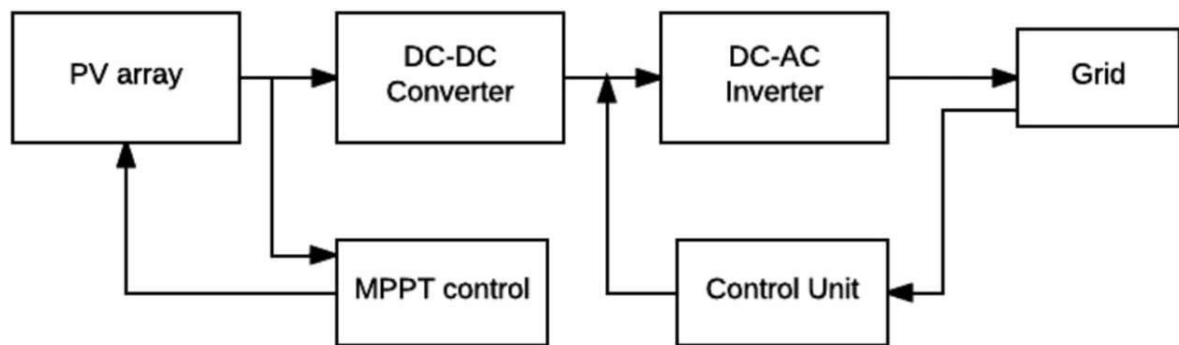 PV array
DC-DC
Converter
DC-AC
Inverter
Grid
MPPT control
Control Unit